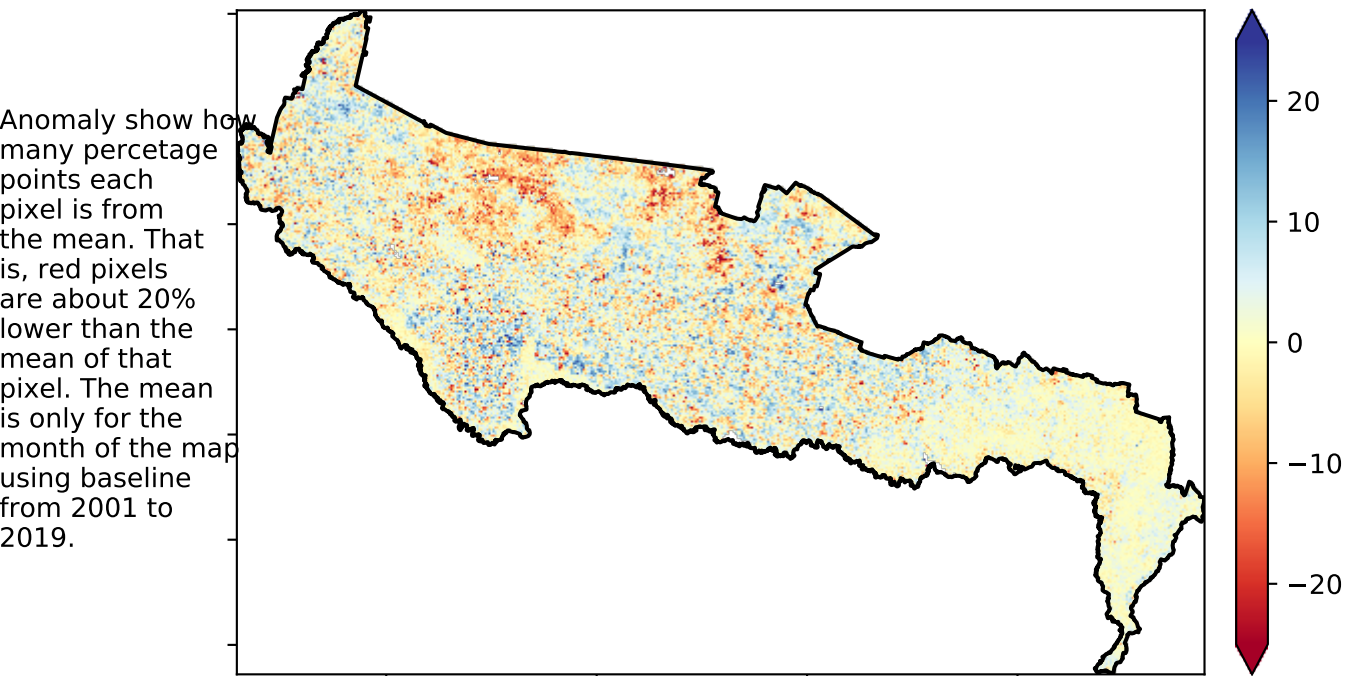 Anomaly show how
many percetage
points each
pixel is from
the mean. That
is, red pixels
are about 20%
lower than the
mean of that
pixel. The mean
is only for the
month of the map
using baseline
from 2001 to
2019.
20
10
0
−10
−20